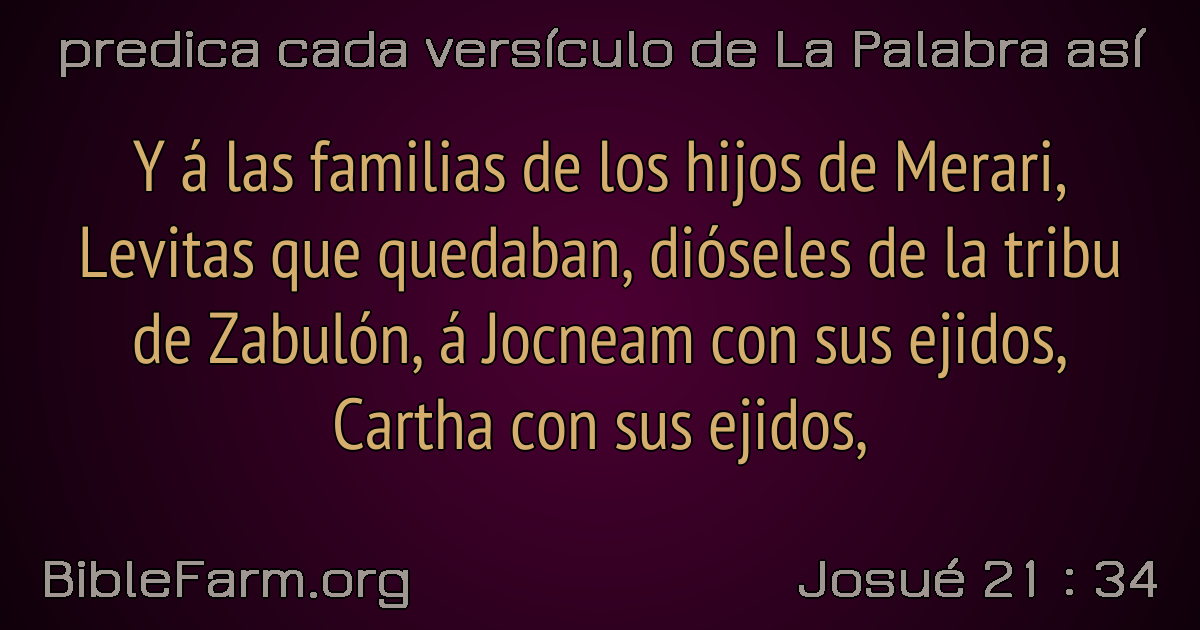 predica cada versículo de La Palabra así
Y á las familias de los hijos de Merari,
Levitas que quedaban, dióseles de la tribu
de Zabulón, á Jocneam con sus ejidos,
Cartha con sus ejidos,
BibleFarm.org
Josué 21 : 34